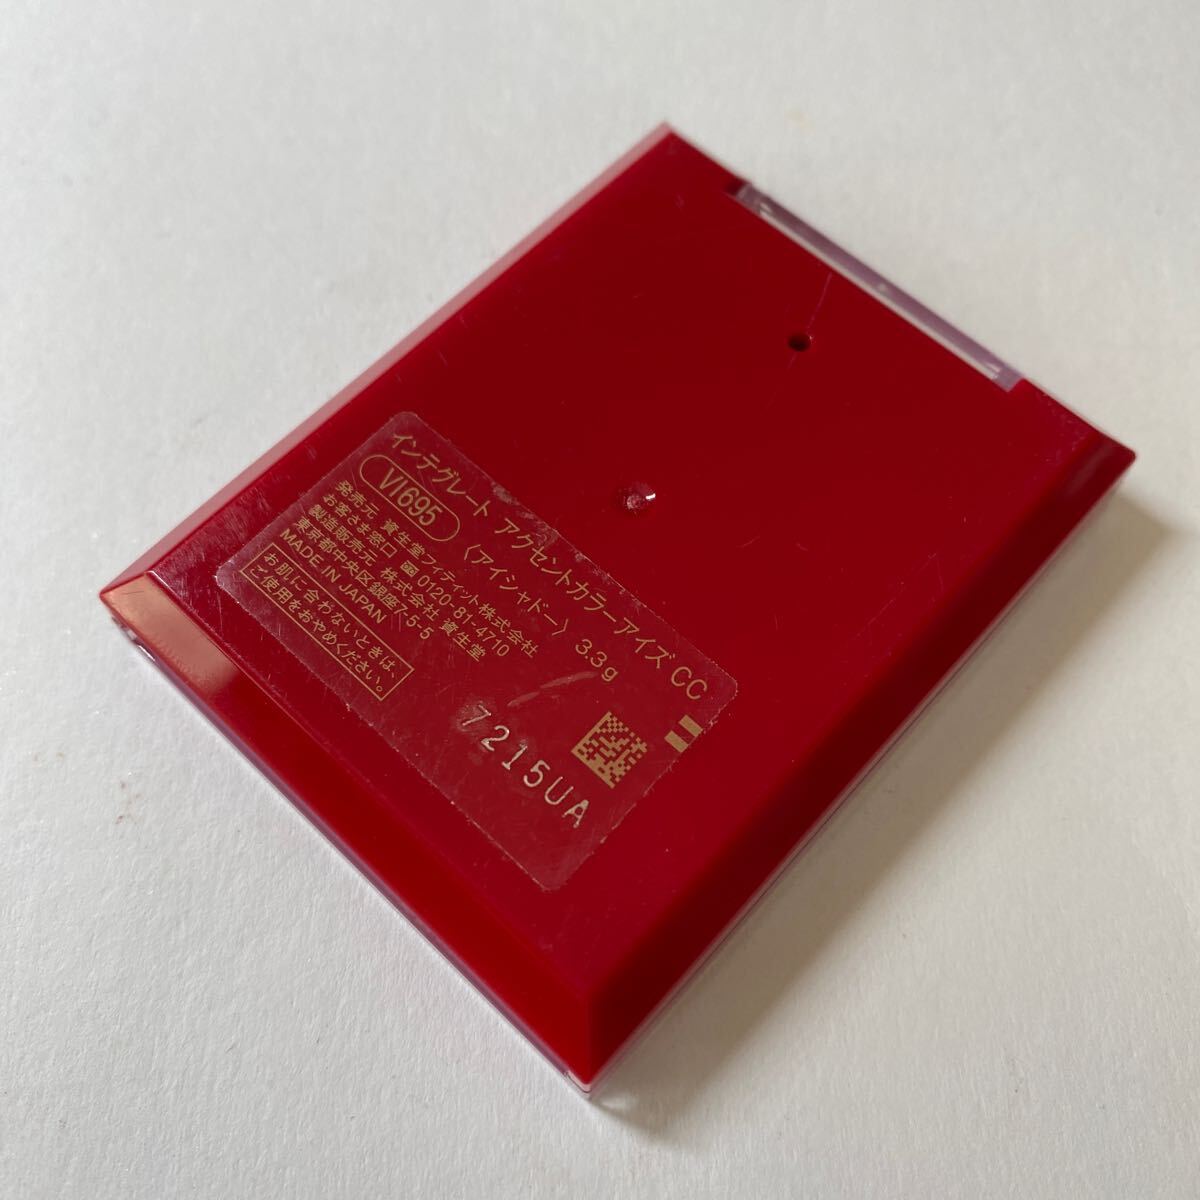 インテグレート アクセントカラーアイズ CC
VI695 〈アイシャドー〉 3.3g
発売元 資生堂フィティット株式会社
お客さま窓口 0120-81-4710
製造販売元 株式会社 資生堂
東京都中央区銀座7-5-5
MADE IN JAPAN
お肌に合わないときは、
ご使用をおやめください。
7215UA